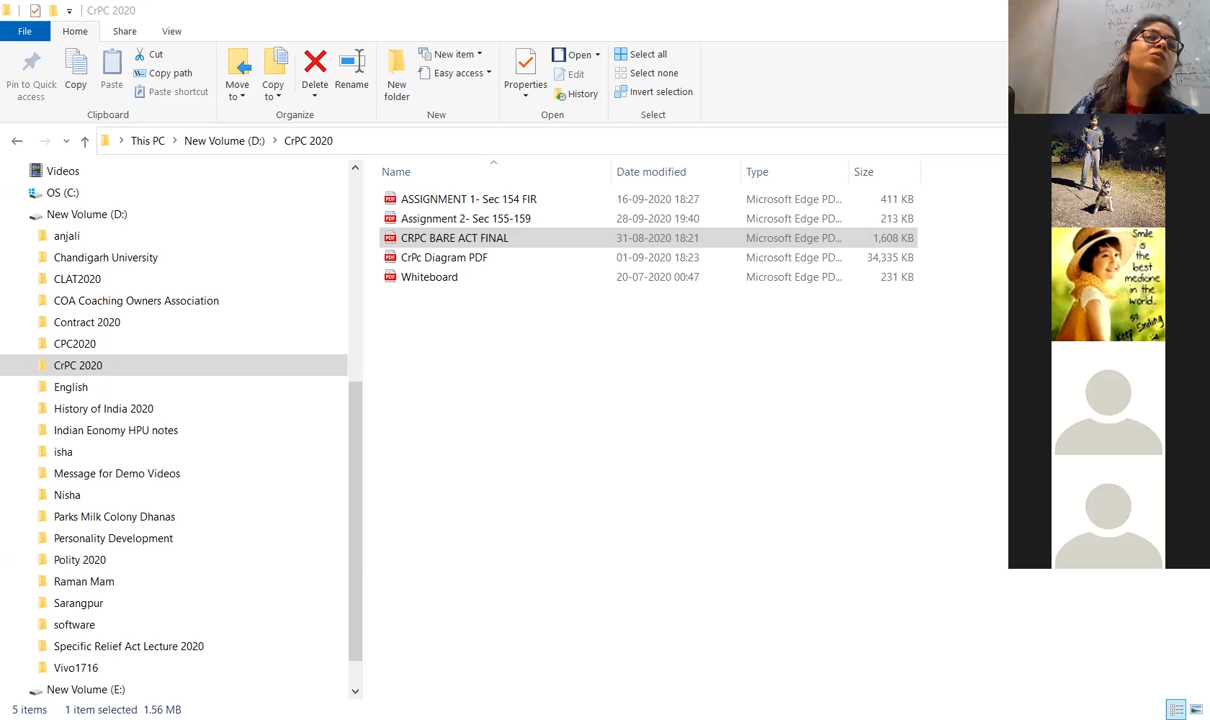 CrPC 2020
File
Home
Share
View
Pin to Quick access
Copy
Paste
Cut
Copy path
Paste shortcut
Clipboard
Move to
Copy to
Delete
Rename
Organize
New folder
New item
Easy access
New
Properties
Open
Edit
History
Open
Select all
Select none
Invert selection
Select
This PC > New Volume (D:) > CrPC 2020
Videos
OS (C:)
New Volume (D:)
anjali
Chandigarh University
CLAT2020
COA Coaching Owners Association
Contract 2020
CPC2020
CrPC 2020
English
History of India 2020
Indian Eonomy HPU notes
isha
Message for Demo Videos
Nisha
Parks Milk Colony Dhanas
Personality Development
Polity 2020
Raman Mam
Sarangpur
software
Specific Relief Act Lecture 2020
Vivo1716
New Volume (E:)
Name Date modified Type Size
ASSIGNMENT 1- Sec 154 FIR 16-09-2020 18:27 Microsoft Edge PD... 411 KB
Assignment 2- Sec 155-159 28-09-2020 19:40 Microsoft Edge PD... 213 KB
CRPC BARE ACT FINAL 31-08-2020 18:21 Microsoft Edge PD... 1,608 KB
CrPc Diagram PDF 01-09-2020 18:23 Microsoft Edge PD... 34,335 KB
Whiteboard 20-07-2020 00:47 Microsoft Edge PD... 231 KB
5 items 1 item selected 1.56 MB
Smile
is
the
best
medicine
in the
world..
so
Keep Smiling